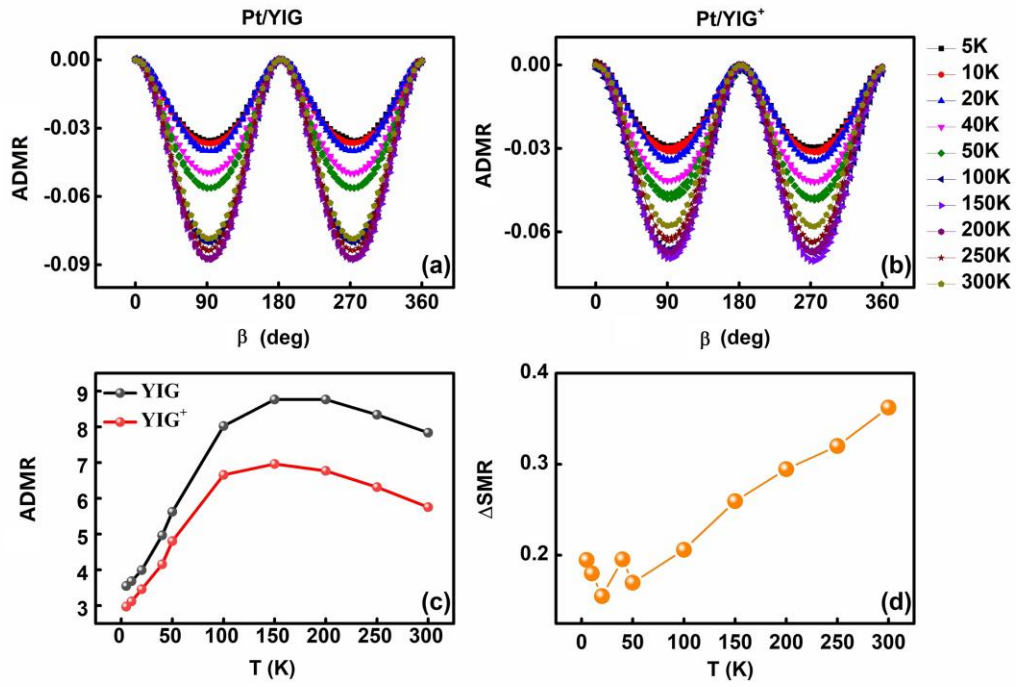 Pt/YIG
0.00
-0.03
-0.06
-0.09
ADMR
(a)
0 90 180 270 360
β (deg)
Pt/YIG⁺
0.00
-0.03
-0.06
ADMR
(b)
0 90 180 270 360
β (deg)
5K
10K
20K
40K
50K
100K
150K
200K
250K
300K
9
8
7
6
5
4
3
ADMR
YIG
YIG⁺
(c)
0 50 100 150 200 250 300
T (K)
0.4
0.3
0.2
ΔSMR
(d)
0 50 100 150 200 250 300
T (K)